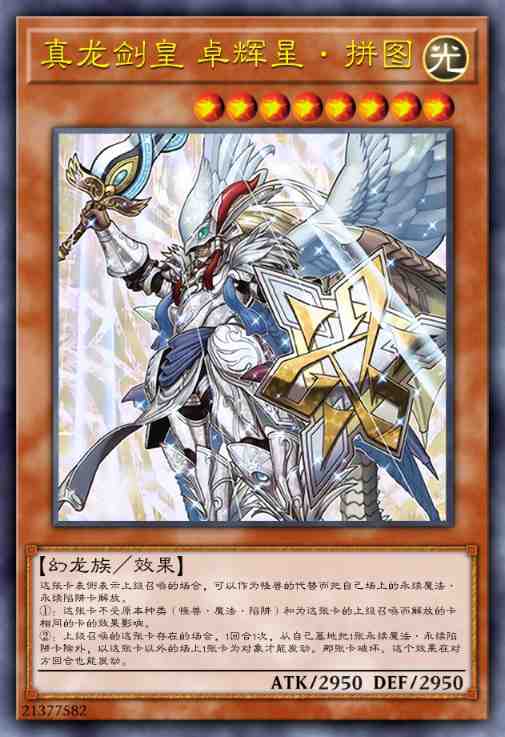 真龙剑皇 卓辉星·拼图 光
【幻龙族／效果】
这张卡表侧表示上级召唤的场合，可以作为怪兽的代替而把自己场上的永续魔法·
永续陷阱卡解放。
①：这张卡不受原本种类（怪兽·魔法·陷阱）和为这张卡的上级召唤而解放的卡
相同的卡的效果影响。
②：上级召唤的这张卡存在的场合，1回合1次，从自己墓地把1张永续魔法·永续陷
阱卡除外，以这张卡以外的场上1张卡为对象才能发动。那张卡破坏。这个效果在对
方回合也能发动。
ATK/2950 DEF/2950
21377582